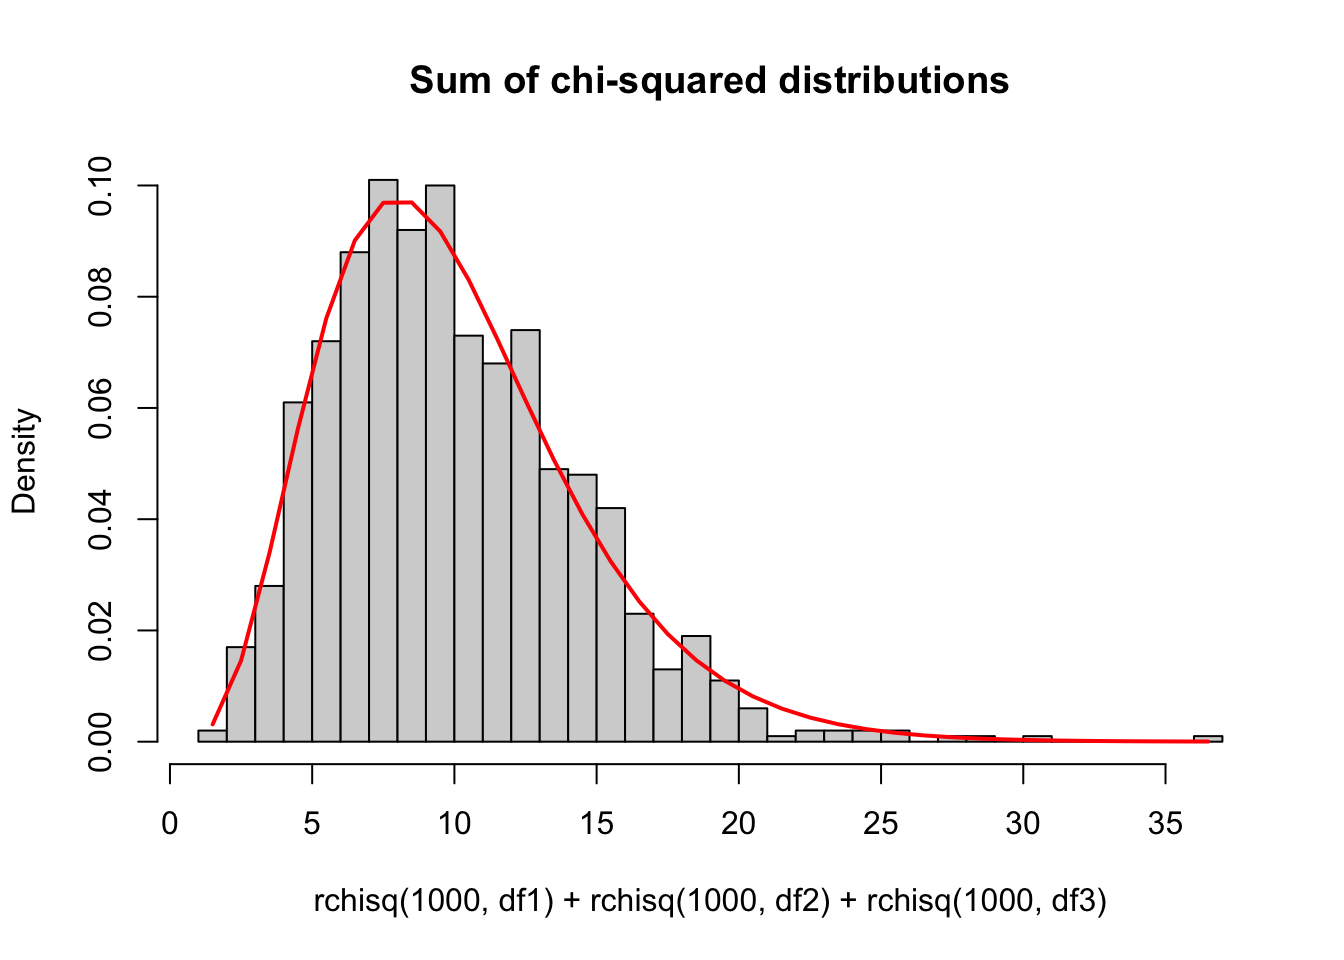 Sum of chi-squared distributions
Density
0.10
0.08
0.06
0.04
0.02
0.00
0 5 10 15 20 25 30 35
rchisq(1000, df1) + rchisq(1000, df2) + rchisq(1000, df3)